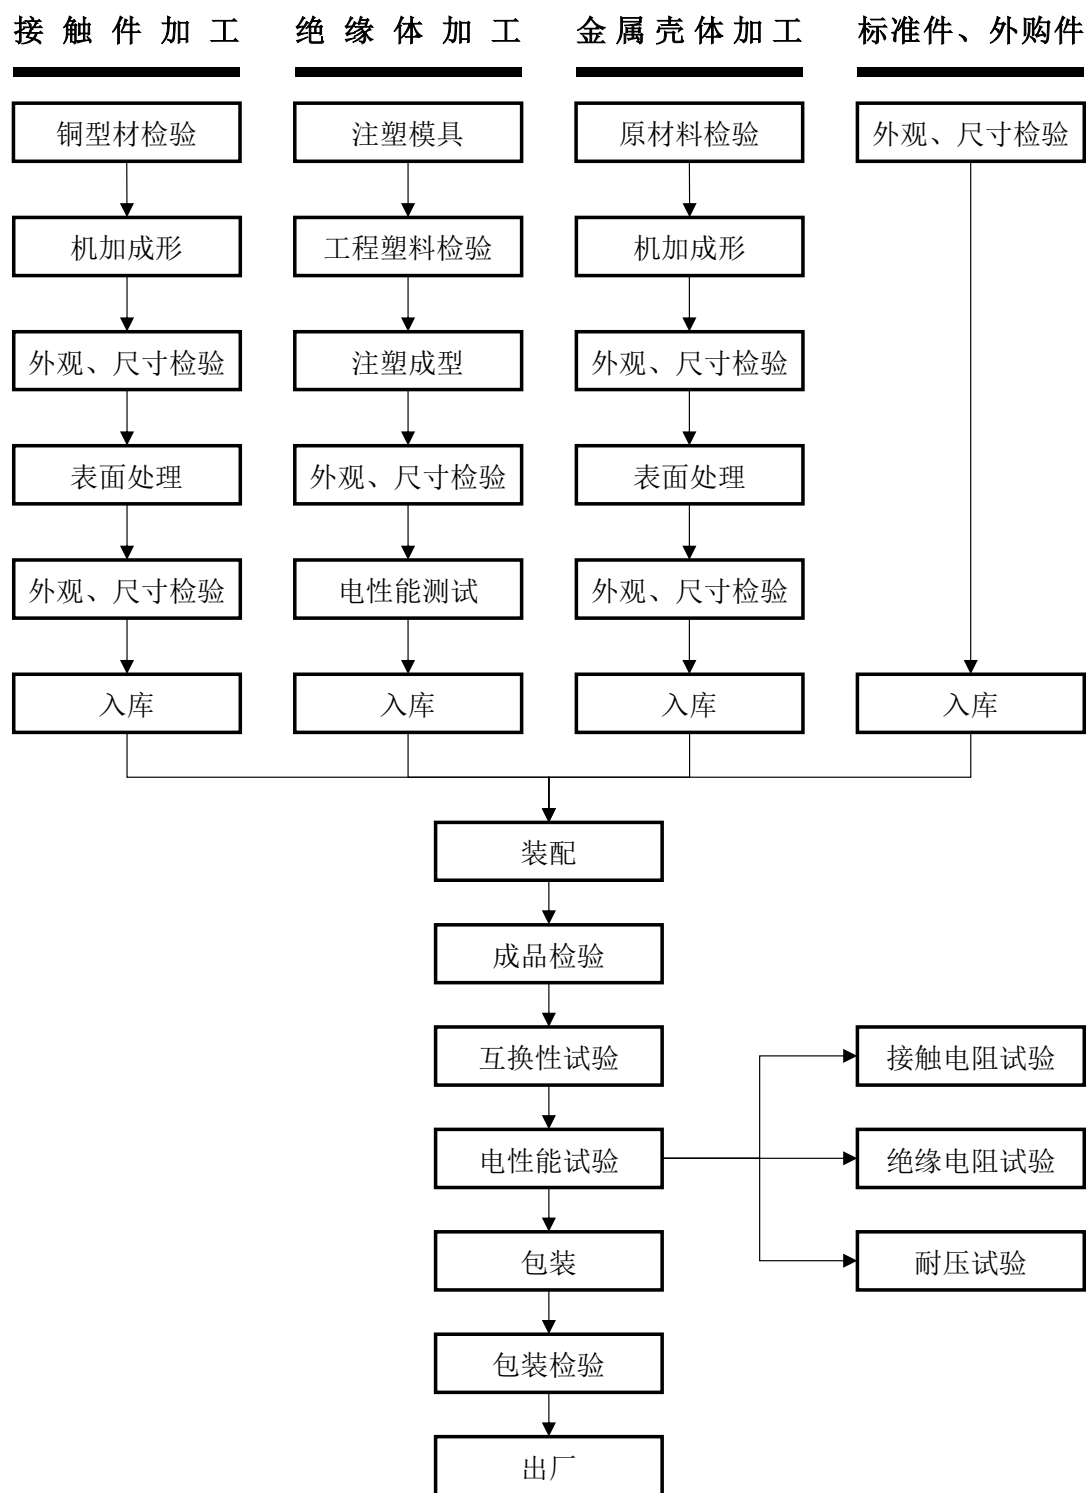 接触件加工
绝缘体加工
金属壳体加工
标准件、外购件
铜型材检验
注塑模具
原材料检验
外观、尺寸检验
机加成形
工程塑料检验
机加成形
外观、尺寸检验
注塑成型
外观、尺寸检验
表面处理
外观、尺寸检验
表面处理
外观、尺寸检验
电性能测试
外观、尺寸检验
入库
入库
入库
入库
装配
成品检验
互换性试验
接触电阻试验
电性能试验
绝缘电阻试验
包装
耐压试验
包装检验
出厂